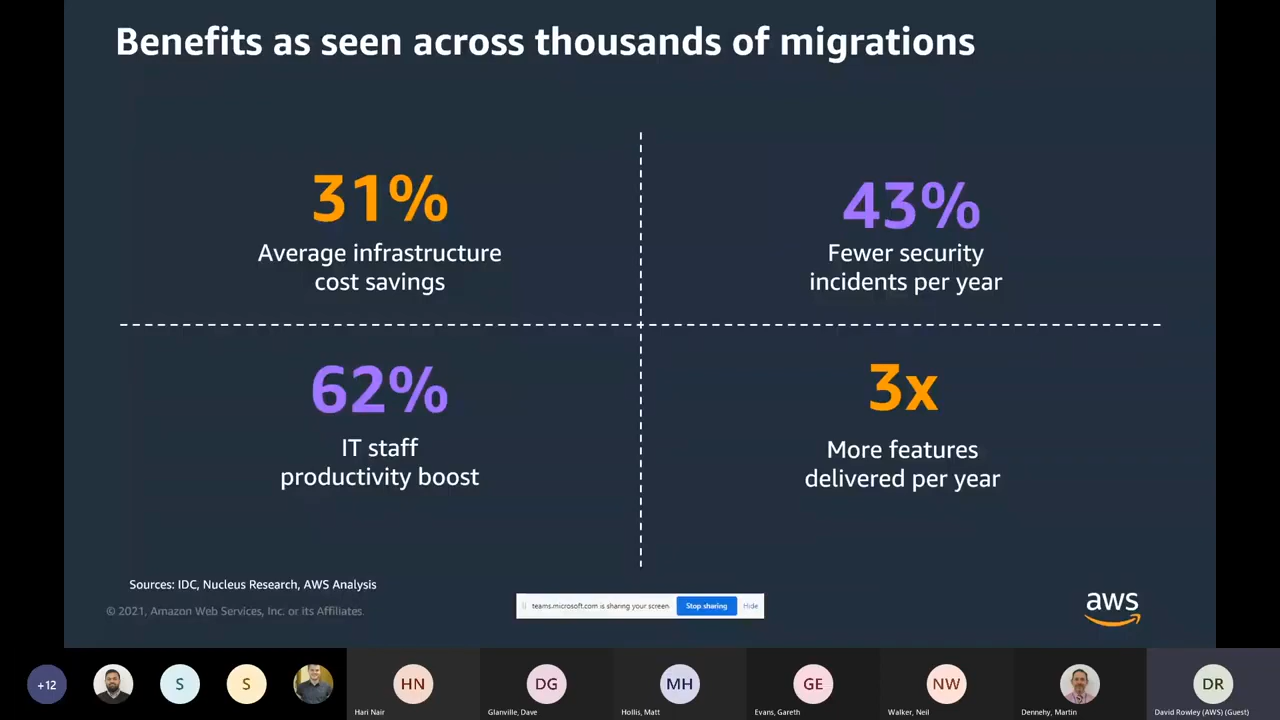 Benefits as seen across thousands of migrations
31%
Average infrastructure
cost savings
43%
Fewer security
incidents per year
62%
IT staff
productivity boost
3x
More features
delivered per year
Sources: IDC, Nucleus Research, AWS Analysis
© 2021, Amazon Web Services, Inc. or its Affiliates.
teams.microsoft.com is sharing your screen
Stop sharing
Hide
aws
+12
S
S
HN
DG
MH
GE
NW
DR
Hari Nair
Glanville, Dave
Hollis, Matt
Evans, Gareth
Walker, Neil
Dennehy, Martin
David Rowley (AWS) (Guest)